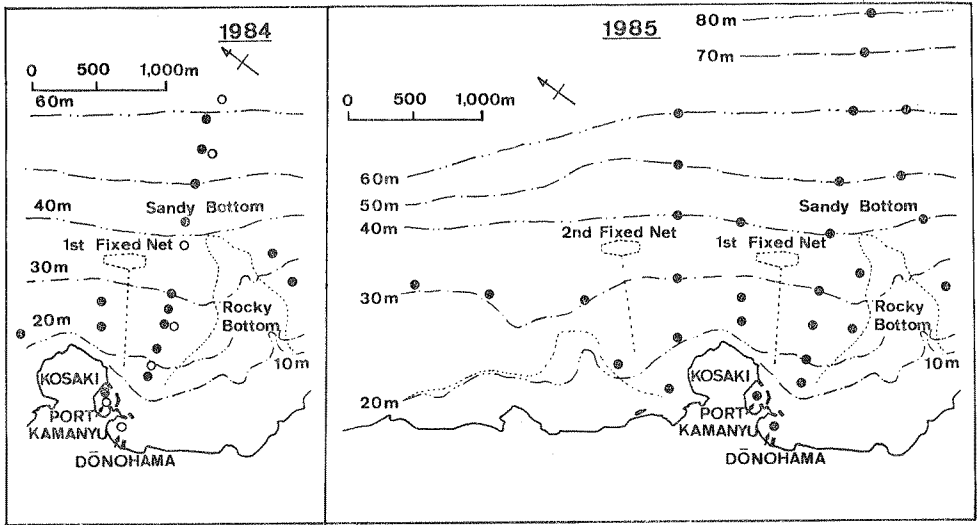 1984
0 500 1,000m
60m
40m
Sandy Bottom
1st Fixed Net
30m
Rocky
Bottom
20m
10m
KOSAKI
PORT
KAMANYU
DŌNOHAMA
1985
80m
70m
0 500 1,000m
60m
50m
Sandy Bottom
40m
2nd Fixed Net
1st Fixed Net
30m
Rocky
Bottom
10m
KOSAKI
20m
PORT
KAMANYU
DŌNOHAMA